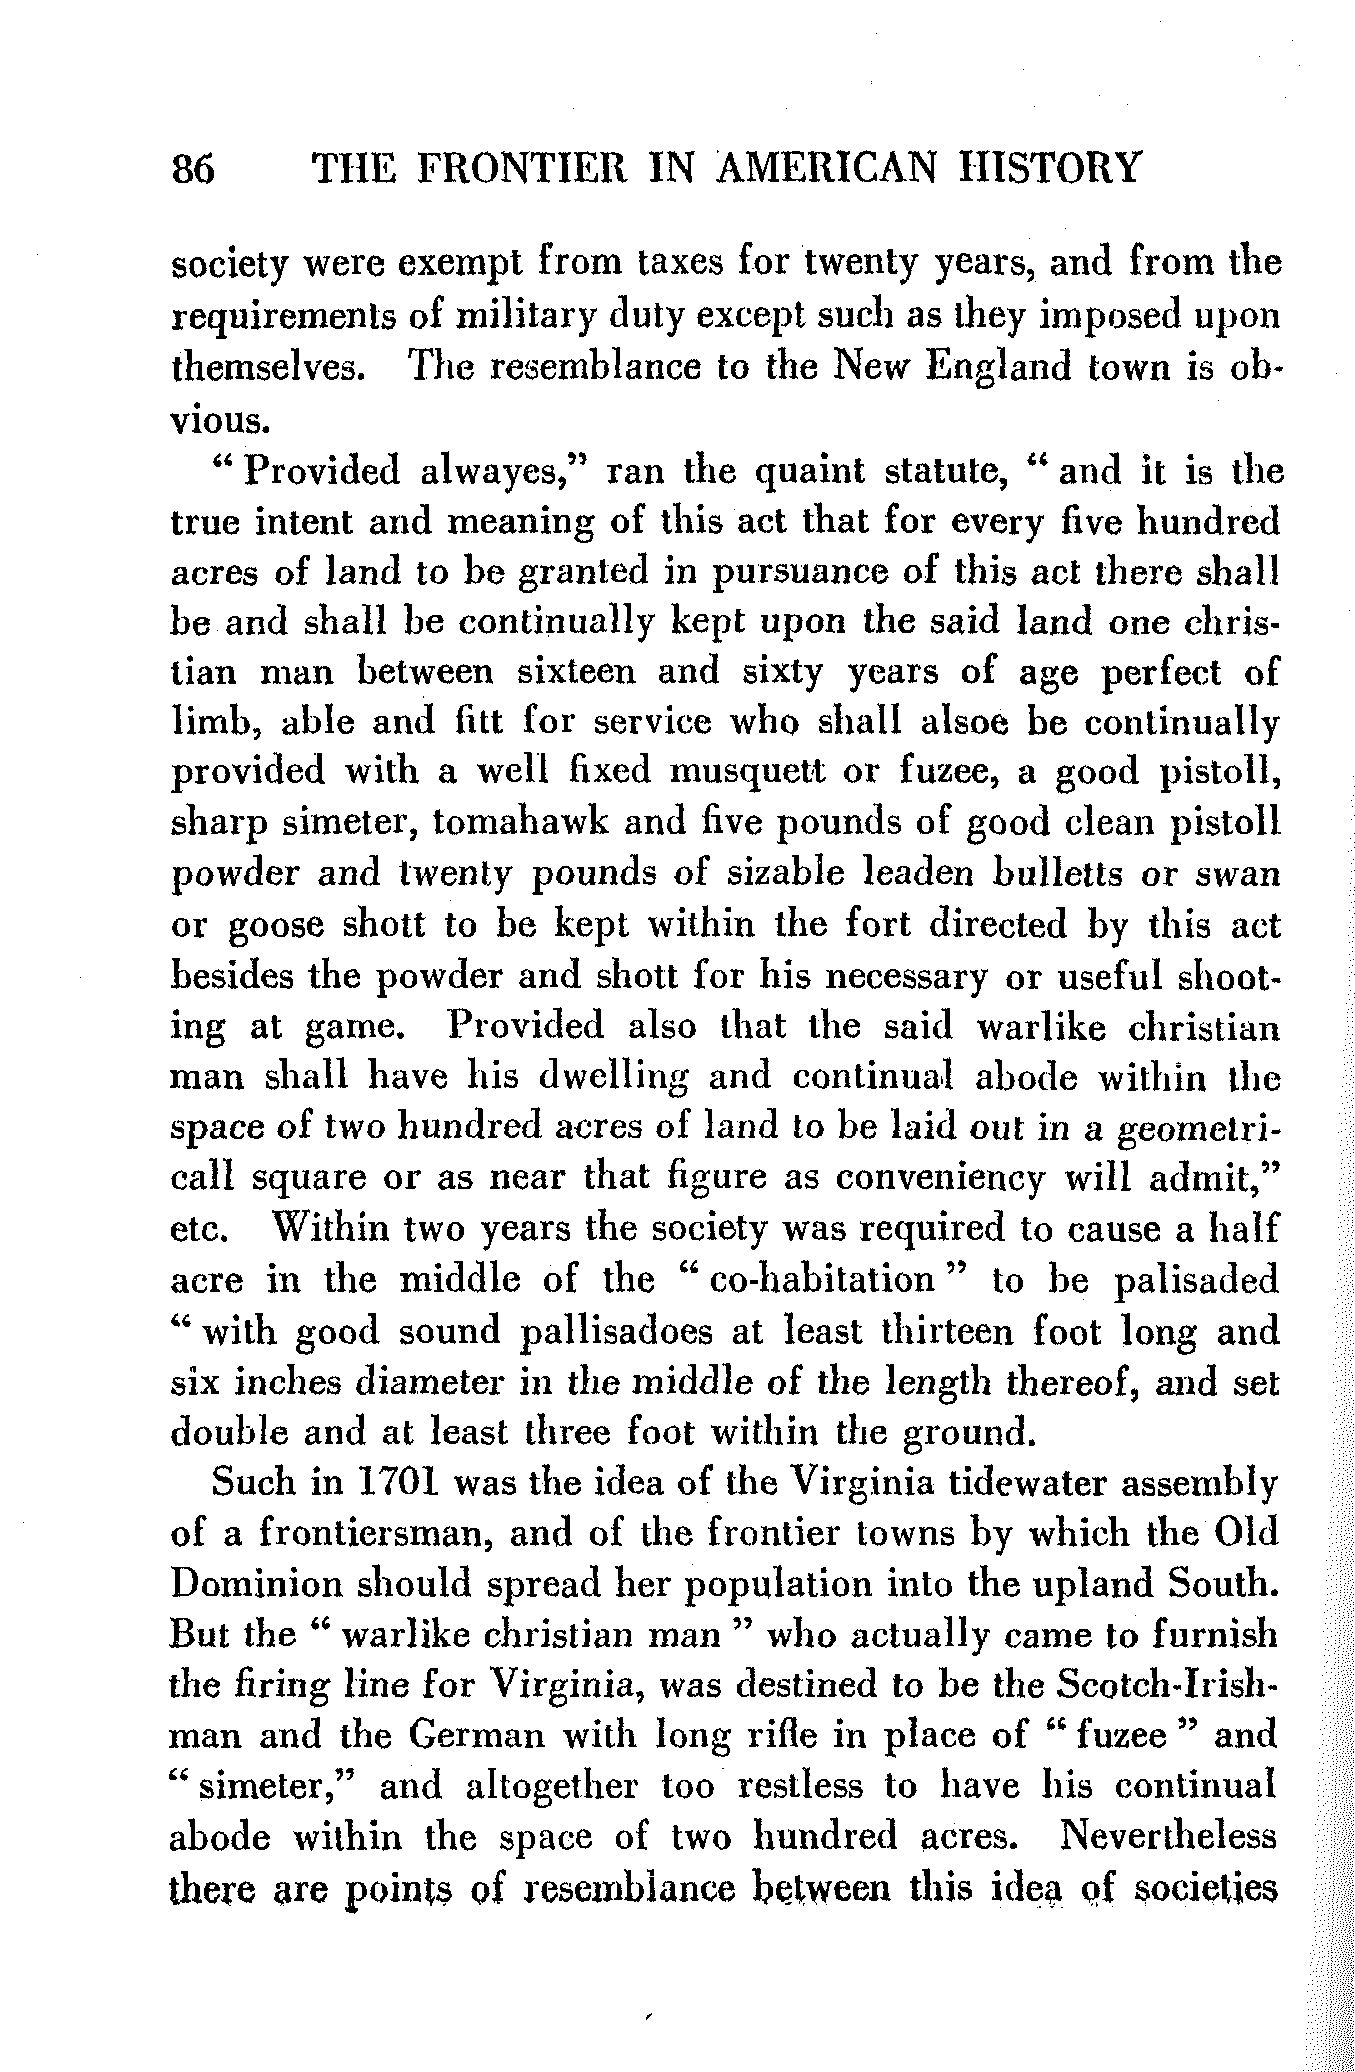 86 THE FRONTIER IN AMERICAN HISTORY
society were exempt from taxes for twenty years, and from the
requirements of military duty except such as they imposed upon
themselves. The resemblance to the New England town is ob-
vious.
" Provided alwayes," ran the quaint statute, " and it is the
true intent and meaning of this act that for every five hundred
acres of land to be granted in pursuance of this act there shall
be and shall be continually kept upon the said land one chris-
tian man between sixteen and sixty years of age perfect of
limb, able and fitt for service who shall alsoe be continually
provided with a well fixed musquett or fuzee, a good pistoll,
sharp simeter, tomahawk and five pounds of good clean pistoll
powder and twenty pounds of sizable leaden bulletts or swan
or goose shott to be kept within the fort directed by this act
besides the powder and shott for his necessary or useful shoot-
ing at game. Provided also that the said warlike christian
man shall have his dwelling and continual abode within the
space of two hundred acres of land to be laid out in a geometri-
call square or as near that figure as conveniency will admit,"
etc. Within two years the society was required to cause a half
acre in the middle of the " co-habitation " to be palisaded
" with good sound pallisadoes at least thirteen foot long and
six inches diameter in the middle of the length thereof, and set
double and at least three foot within the ground.
Such in 1701 was the idea of the Virginia tidewater assembly
of a frontiersman, and of the frontier towns by which the Old
Dominion should spread her population into the upland South.
But the " warlike christian man " who actually came to furnish
the firing line for Virginia, was destined to be the Scotch-Irish-
man and the German with long rifle in place of " fuzee " and
" simeter," and altogether too restless to have his continual
abode within the space of two hundred acres. Nevertheless
there are points of resemblance between this idea of societies